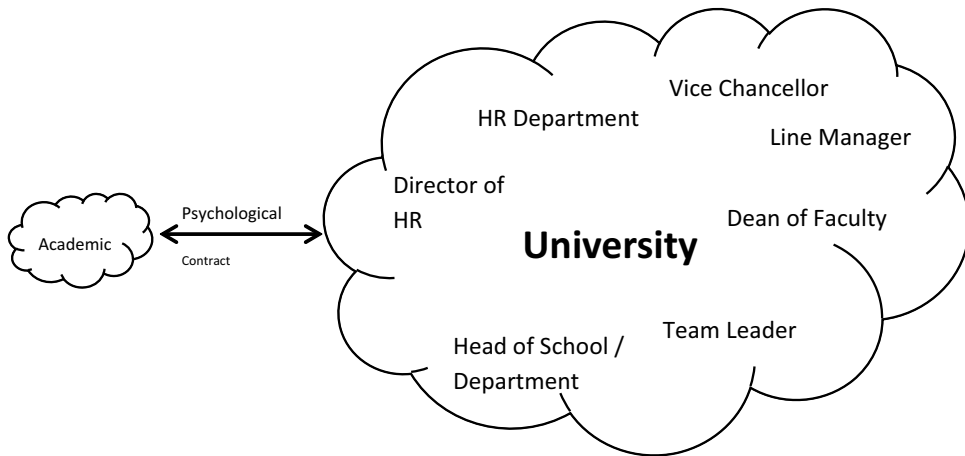 Vice Chancellor
HR Department
Line Manager
Director of
HR
Psychological
Dean of Faculty
Academic
University
Contract
Team Leader
Head of School /
Department